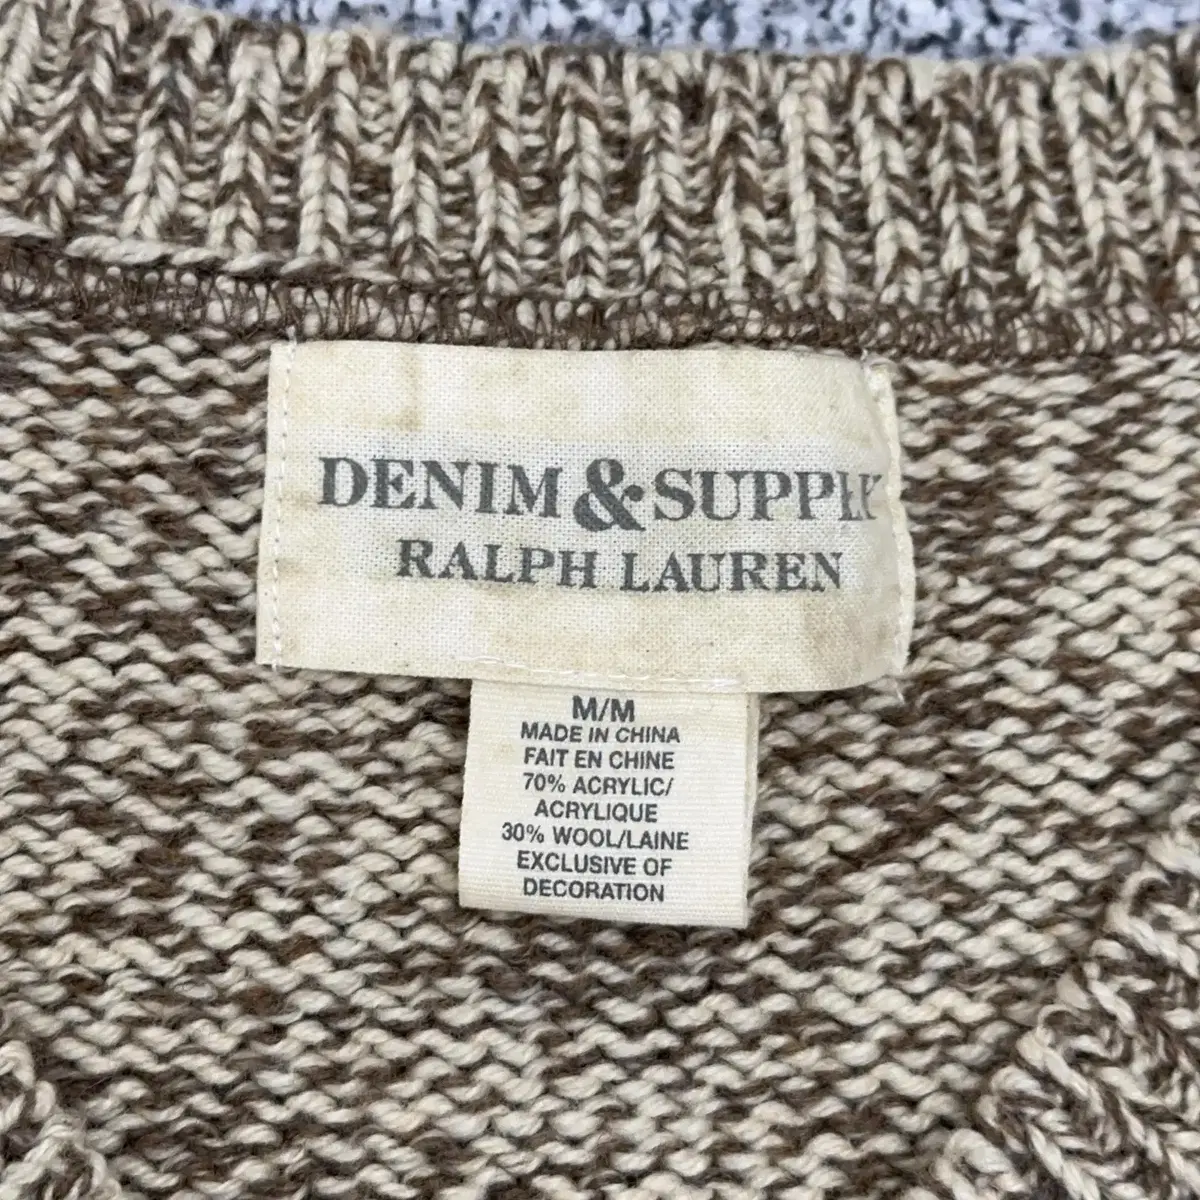 DENIM & SUPPLY
RALPH LAUREN
M/M
MADE IN CHINA
FAIT EN CHINE
70% ACRYLIC/
ACRYLIQUE
30% WOOL/LAINE
EXCLUSIVE OF
DECORATION